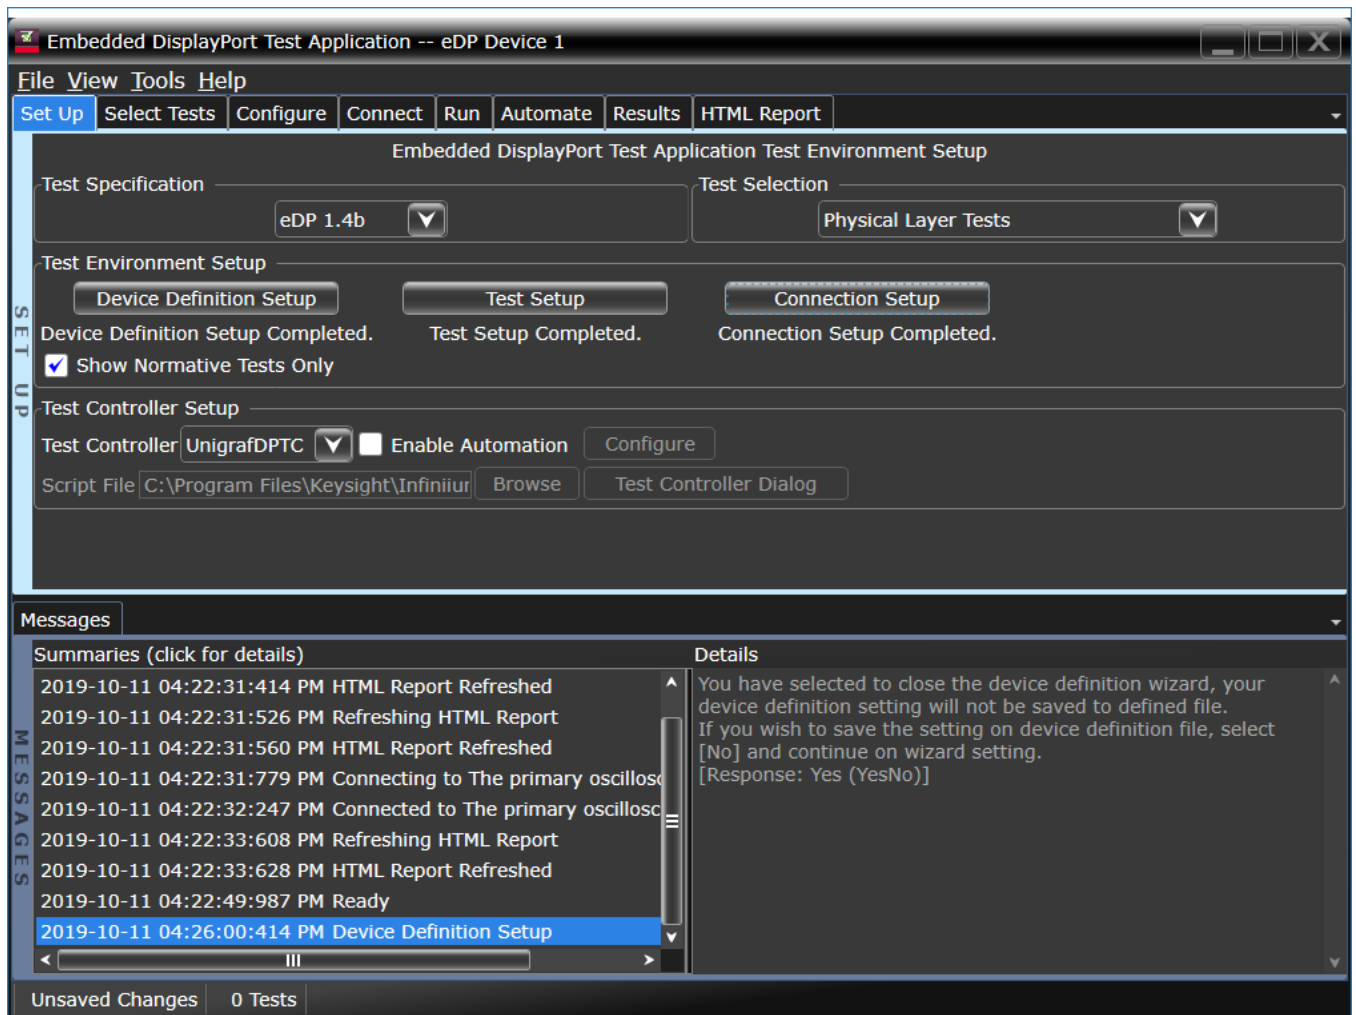 Embedded DisplayPort Test Application -- eDP Device 1
File View Tools Help
Set Up Select Tests Configure Connect Run Automate Results HTML Report
Embedded DisplayPort Test Application Test Environment Setup
Test Specification
eDP 1.4b
Test Selection
Physical Layer Tests
Test Environment Setup
Device Definition Setup Test Setup Connection Setup
Device Definition Setup Completed. Test Setup Completed. Connection Setup Completed.
Show Normative Tests Only
SET UP
Test Controller Setup
Test Controller UnigrafDPTC Enable Automation Configure
Script File C:\Program Files\Keysight\Infiniiur Browse Test Controller Dialog
Messages
MESSAGES
Summaries (click for details)
2019-10-11 04:22:31:414 PM HTML Report Refreshed
2019-10-11 04:22:31:526 PM Refreshing HTML Report
2019-10-11 04:22:31:560 PM HTML Report Refreshed
2019-10-11 04:22:31:779 PM Connecting to The primary oscillosc
2019-10-11 04:22:32:247 PM Connected to The primary oscillosc
2019-10-11 04:22:33:608 PM Refreshing HTML Report
2019-10-11 04:22:33:628 PM HTML Report Refreshed
2019-10-11 04:22:49:987 PM Ready
2019-10-11 04:26:00:414 PM Device Definition Setup
Details
You have selected to close the device definition wizard, your
device definition setting will not be saved to defined file.
If you wish to save the setting on device definition file, select
[No] and continue on wizard setting.
[Response: Yes (YesNo)]
Unsaved Changes 0 Tests